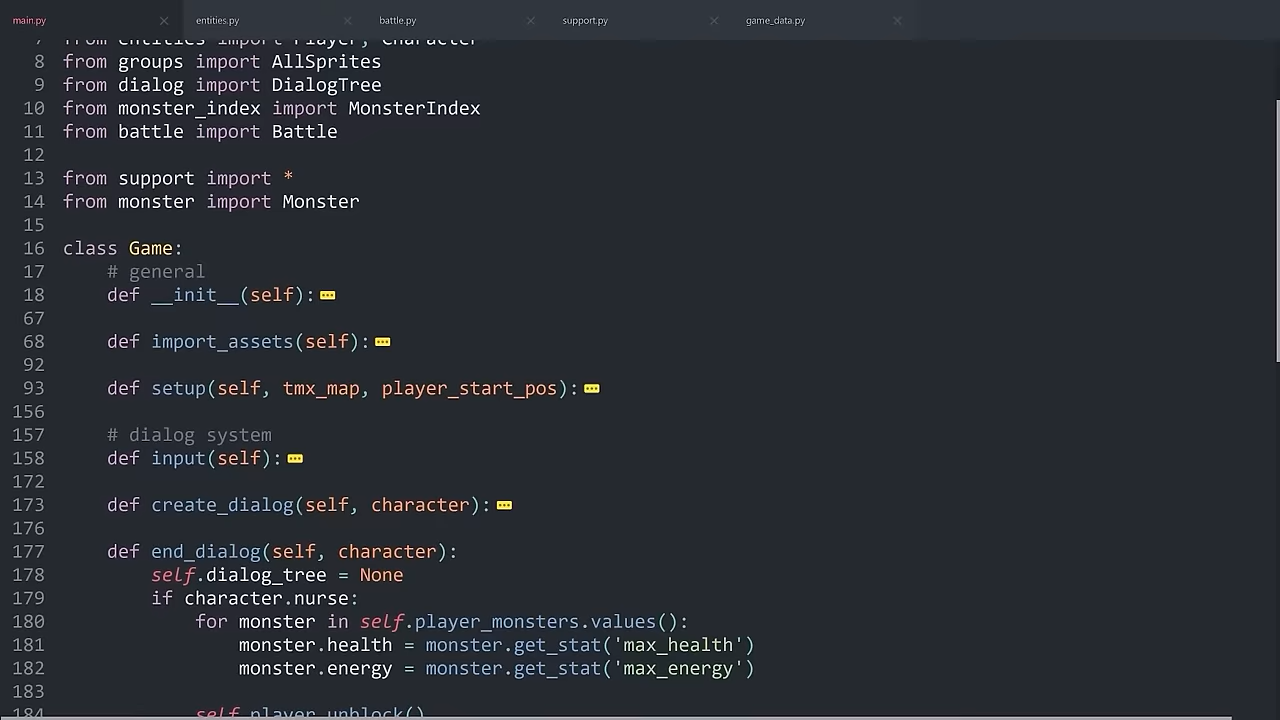 main.py entities.py battle.py support.py game_data.py
7 from entities import Player, Character
8 from groups import AllSprites
9 from dialog import DialogTree
10 from monster_index import MonsterIndex
11 from battle import Battle
12
13 from support import *
14 from monster import Monster
15
16 class Game:
17     # general
18     def __init__(self):
67
68     def import_assets(self):
92
93     def setup(self, tmx_map, player_start_pos):
156
157     # dialog system
158     def input(self):
172
173     def create_dialog(self, character):
176
177     def end_dialog(self, character):
178         self.dialog_tree = None
179         if character.nurse:
180             for monster in self.player_monsters.values():
181                 monster.health = monster.get_stat('max_health')
182                 monster.energy = monster.get_stat('max_energy')
183
184             self.player.unblock()